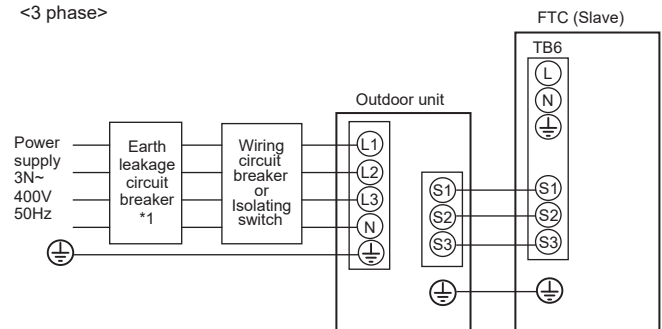 <3 phase>
FTC (Slave)
TB6
L
N
Outdoor unit
Power
supply
3N~
400V
50Hz
Earth
leakage
circuit
breaker
*1
Wiring
circuit
breaker
or
Isolating
switch
L1
L2
L3
N
S1
S2
S3
S1
S2
S3